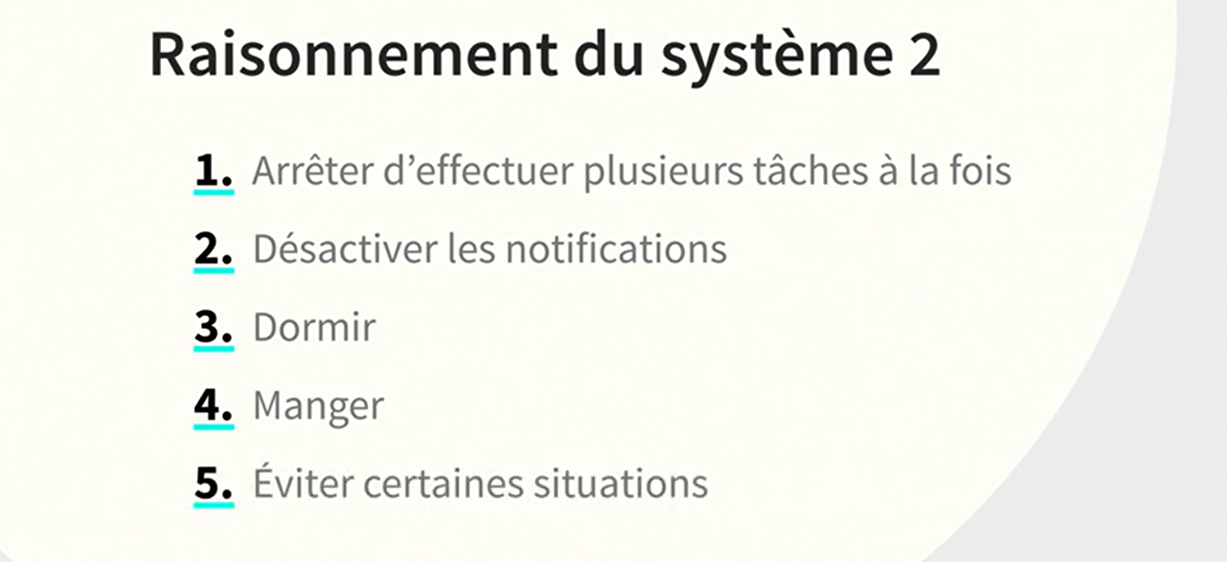 Raisonnement du système 2
1. Arrêter d’effectuer plusieurs tâches à la fois
2. Désactiver les notifications
3. Dormir
4. Manger
5. Éviter certaines situations